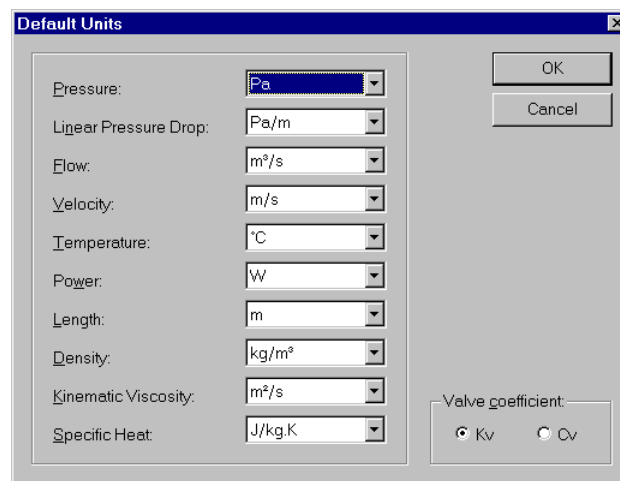 Default Units
Pressure: Pa
Linear Pressure Drop: Pa/m
Flow: m³/s
Velocity: m/s
Temperature: °C
Power: W
Length: m
Density: kg/m³
Kinematic Viscosity: m²/s
Specific Heat: J/kg.K
OK
Cancel
Valve coefficient:
Kv Cv